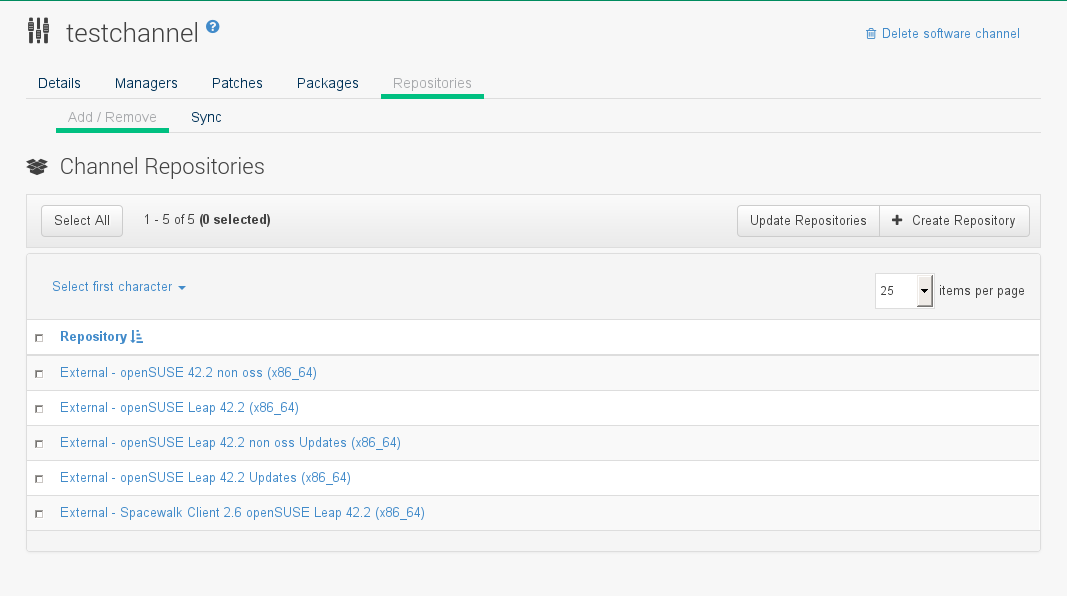 testchannel ?
Delete software channel
Details Managers Patches Packages Repositories
Add / Remove Sync
Channel Repositories
Select All 1 - 5 of 5 (0 selected) Update Repositories + Create Repository
Select first character 25 items per page
Repository
External - openSUSE 42.2 non oss (x86_64)
External - openSUSE Leap 42.2 (x86_64)
External - openSUSE Leap 42.2 non oss Updates (x86_64)
External - openSUSE Leap 42.2 Updates (x86_64)
External - Spacewalk Client 2.6 openSUSE Leap 42.2 (x86_64)